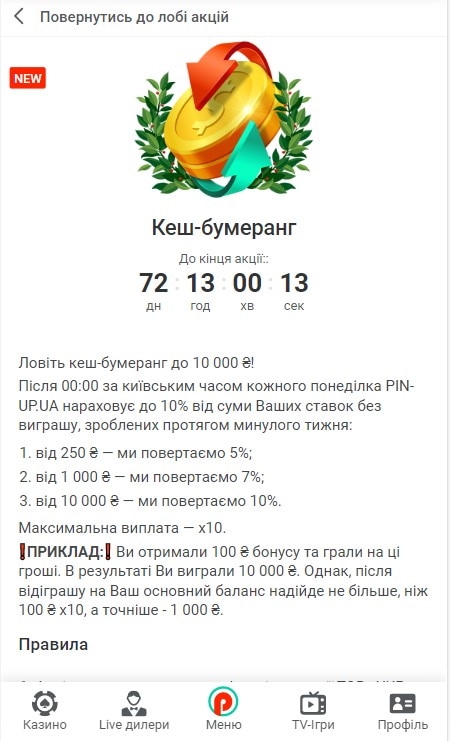 Повернутись до лобі акцій
NEW
Кеш-бумеранг
До кінця акції::
72 : 13 : 00 : 13
дн год хв сек
Ловіть кеш-бумеранг до 10 000 ₴!
Після 00:00 за київським часом кожного понеділка PIN-
UP.UA нараховує до 10% від суми Ваших ставок без
виграшу, зроблених протягом минулого тижня:
1. від 250 ₴ — ми повертаємо 5%;
2. від 1 000 ₴ — ми повертаємо 7%;
3. від 10 000 ₴ — ми повертаємо 10%.
Максимальна виплата — х10.
❗ПРИКЛАД:❗ Ви отримали 100 ₴ бонусу та грали на ці
гроші. В результаті Ви виграли 10 000 ₴. Однак, після
відіграшу на Ваш основний баланс надійде не більше, ніж
100 ₴ х10, а точніше - 1 000 ₴.
Правила
Казино Live дилери Меню TV-Ігри Профіль